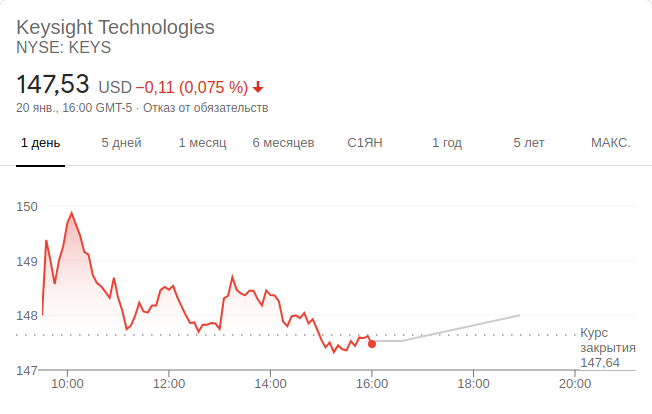 Keysight Technologies
NYSE: KEYS
147,53 USD −0,11 (0,075 %)
20 янв., 16:00 GMT-5 · Отказ от обязательств
1 день 5 дней 1 месяц 6 месяцев С1ЯН 1 год 5 лет МАКС.
150
149
148
147
Курс
закрытия
147,64
10:00 12:00 14:00 16:00 18:00 20:00